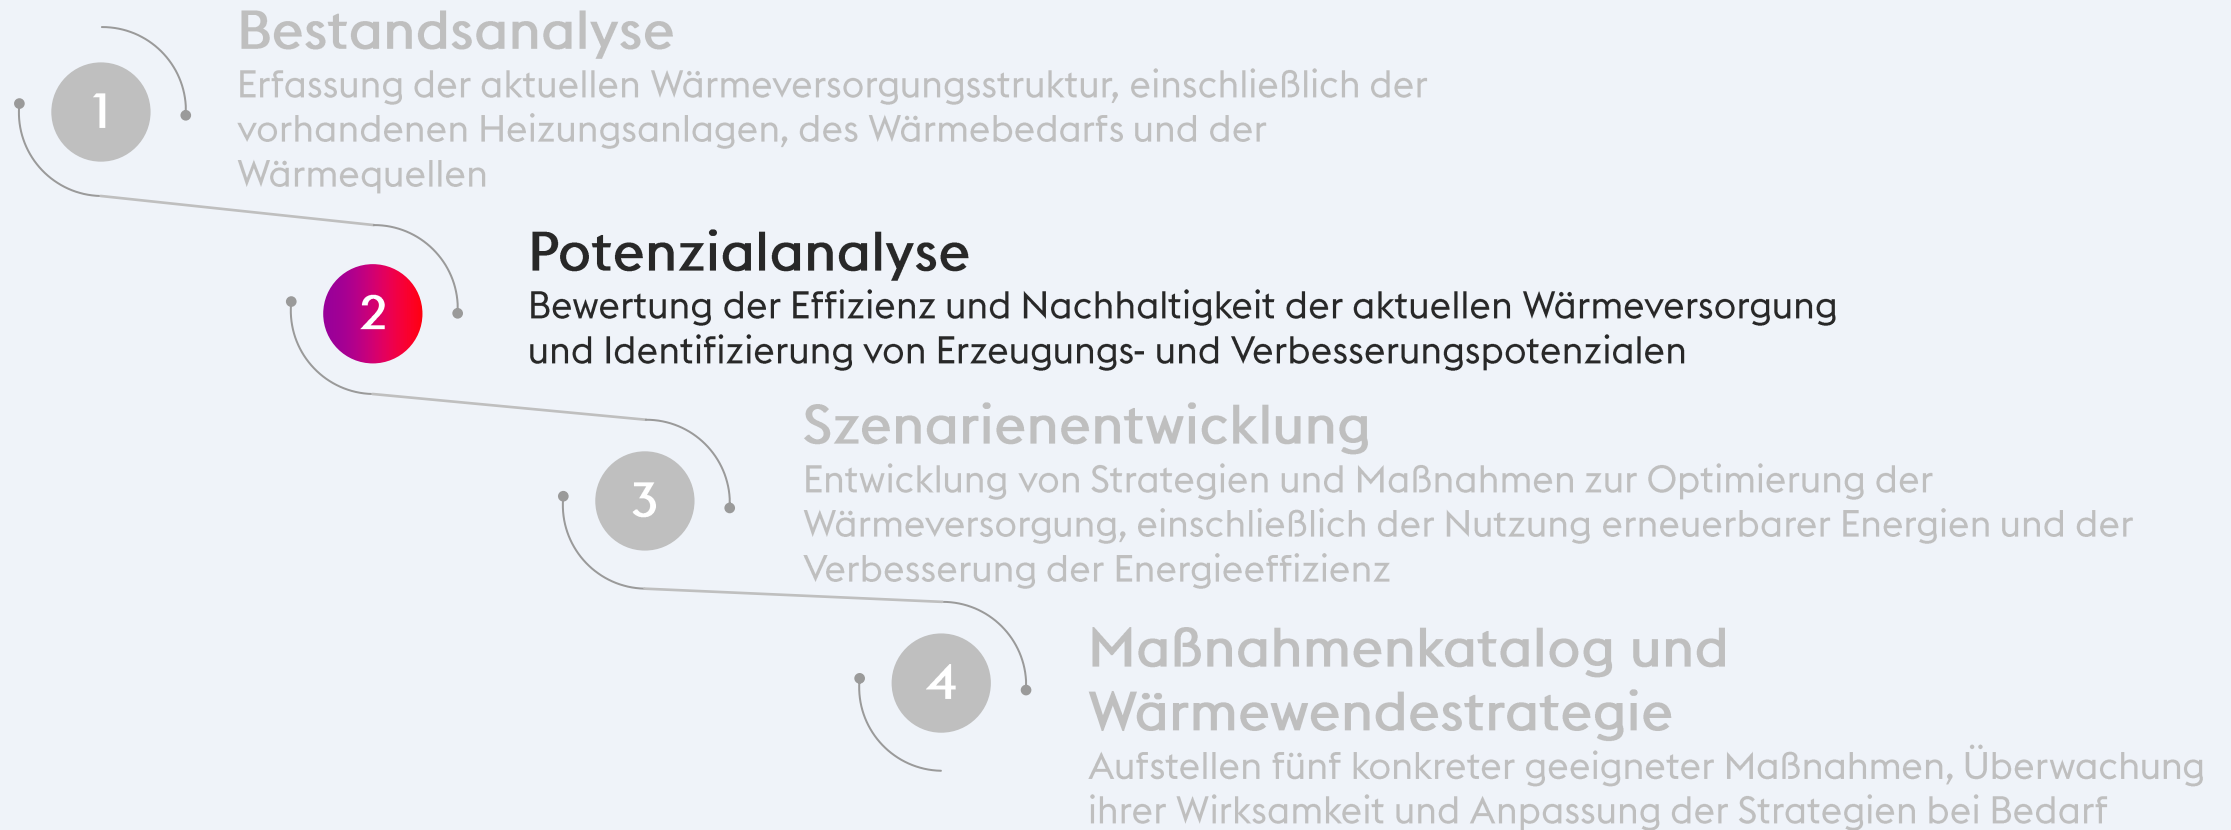 Bestandsanalyse
1
Erfassung der aktuellen Wärmeversorgungsstruktur, einschließlich der
vorhandenen Heizungsanlagen, des Wärmebedarfs und der
Wärmequellen
Potenzialanalyse
2
Bewertung der Effizienz und Nachhaltigkeit der aktuellen Wärmeversorgung
und Identifizierung von Erzeugungs- und Verbesserungspotenzialen
Szenarienentwicklung
3
Entwicklung von Strategien und Maßnahmen zur Optimierung der
Wärmeversorgung, einschließlich der Nutzung erneuerbarer Energien und der
Verbesserung der Energieeffizienz
4
Maßnahmenkatalog und
Wärmewendestrategie
Aufstellen fünf konkreter geeigneter Maßnahmen, Überwachung
ihrer Wirksamkeit und Anpassung der Strategien bei Bedarf